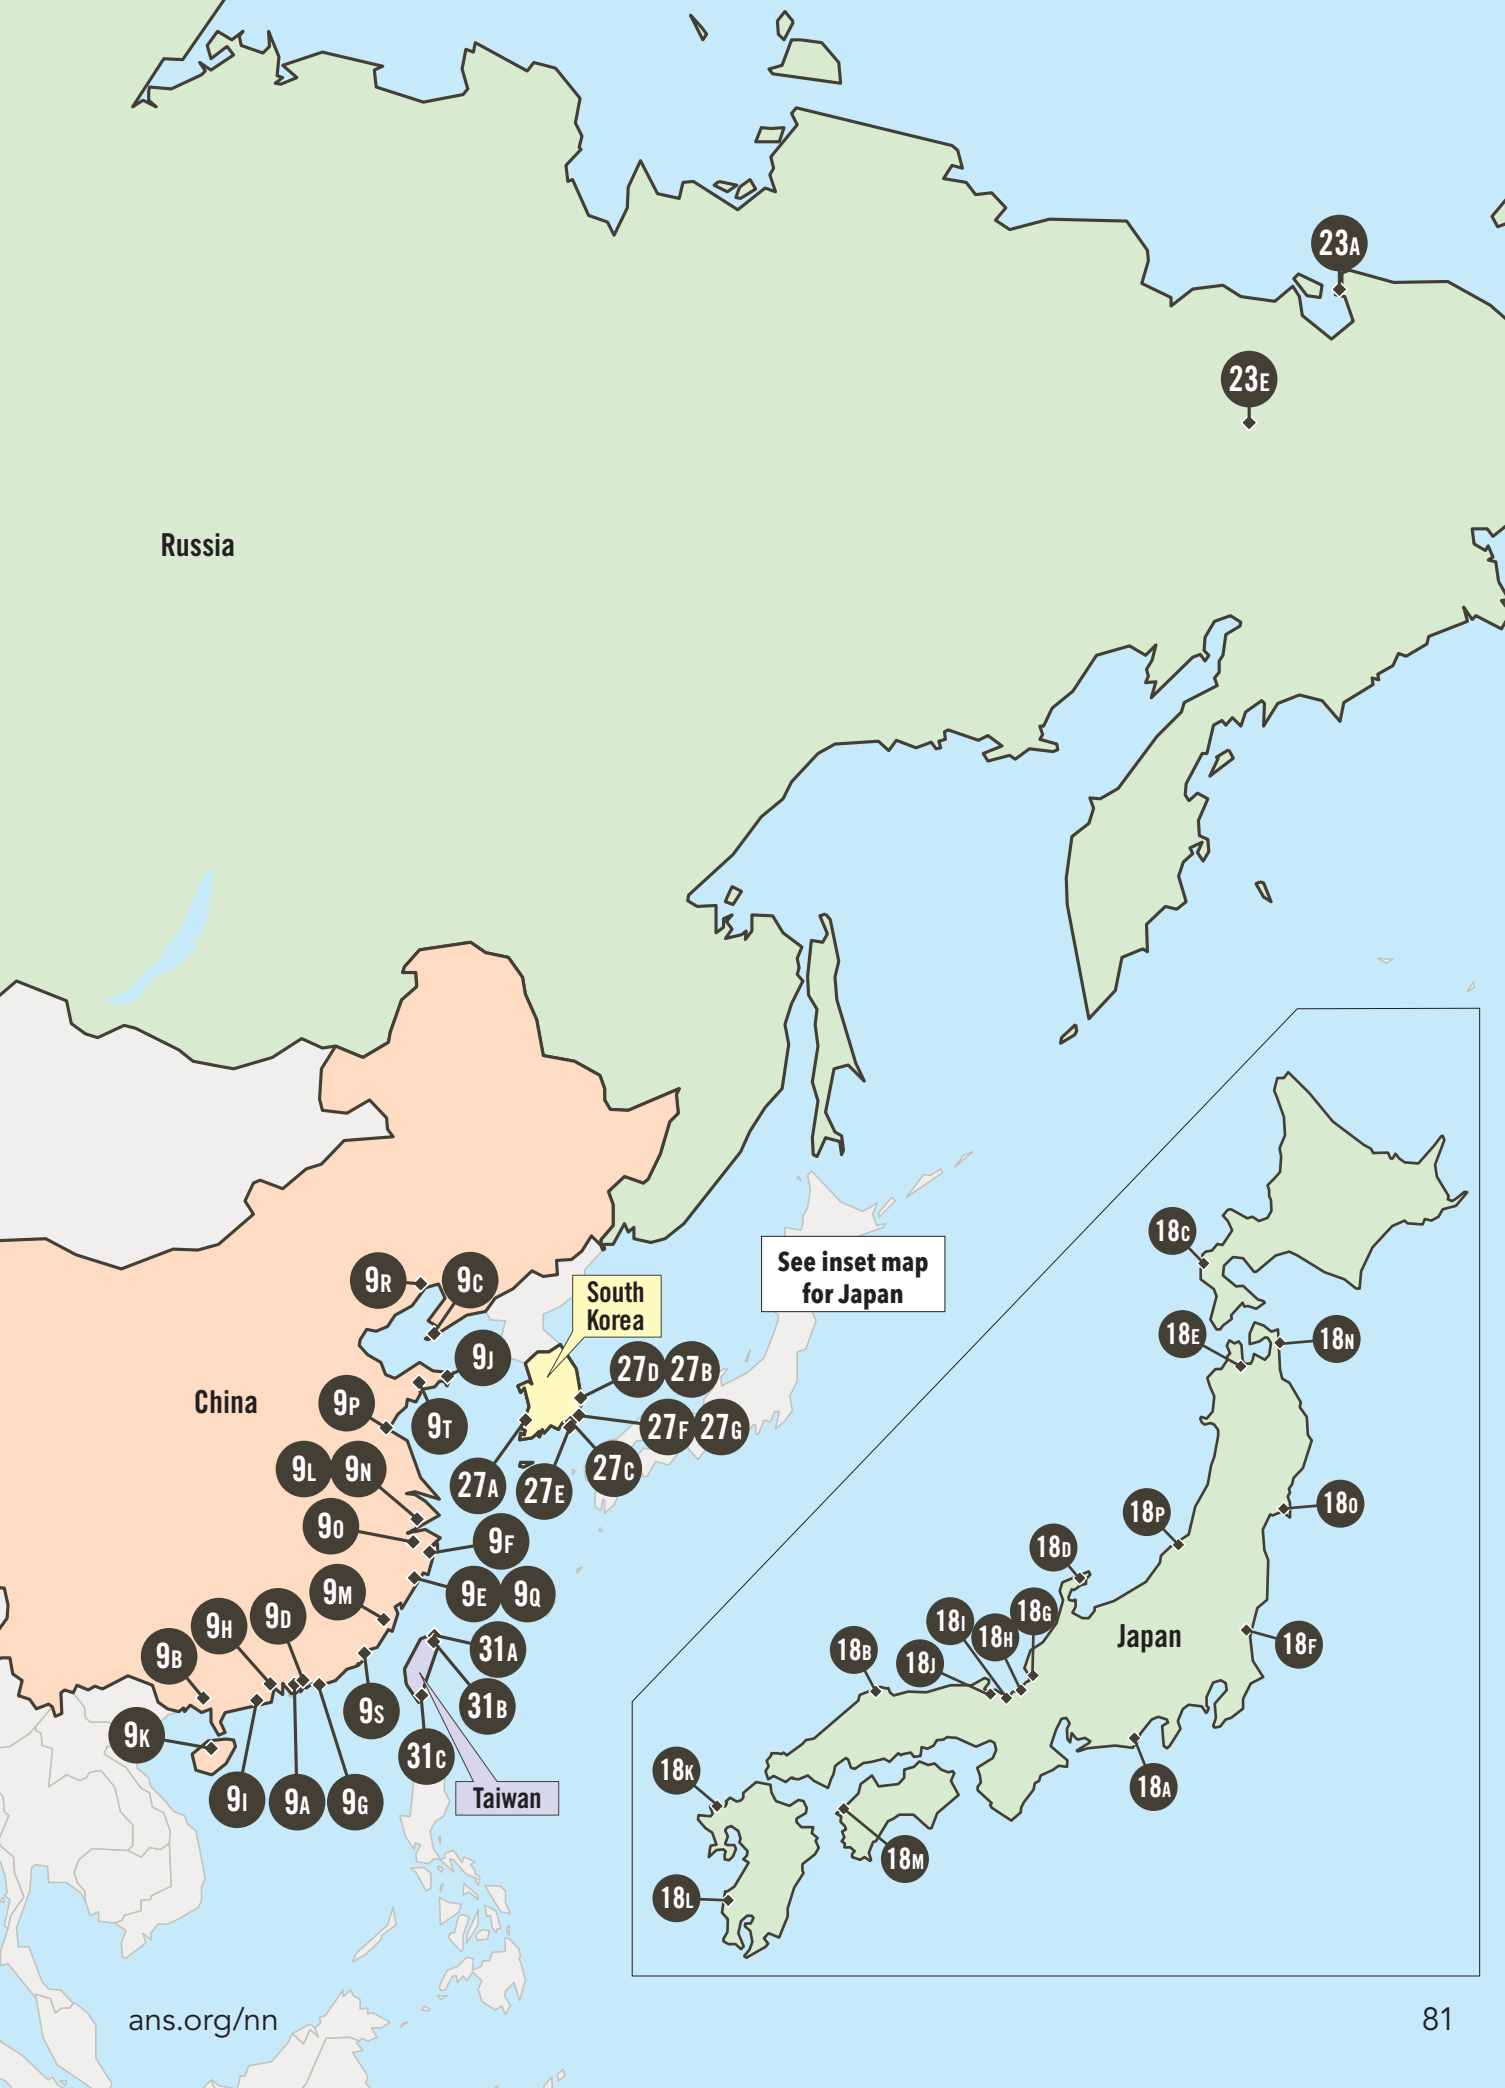 23A
23E
Russia
18C
See inset map
for Japan
9R
9C
South
Korea
18E
18N
9J
27D
27B
China
9P
9T
27F
27G
9L
9N
27A
27E
27C
18O
18P
9O
9F
18D
9M
9E
9Q
9H
9D
18I
18H
18G
Japan
18F
9B
31A
18B
18J
9S
31B
9K
31C
18K
18A
9I
9A
9G
Taiwan
18M
18L
ans.org/nn
81